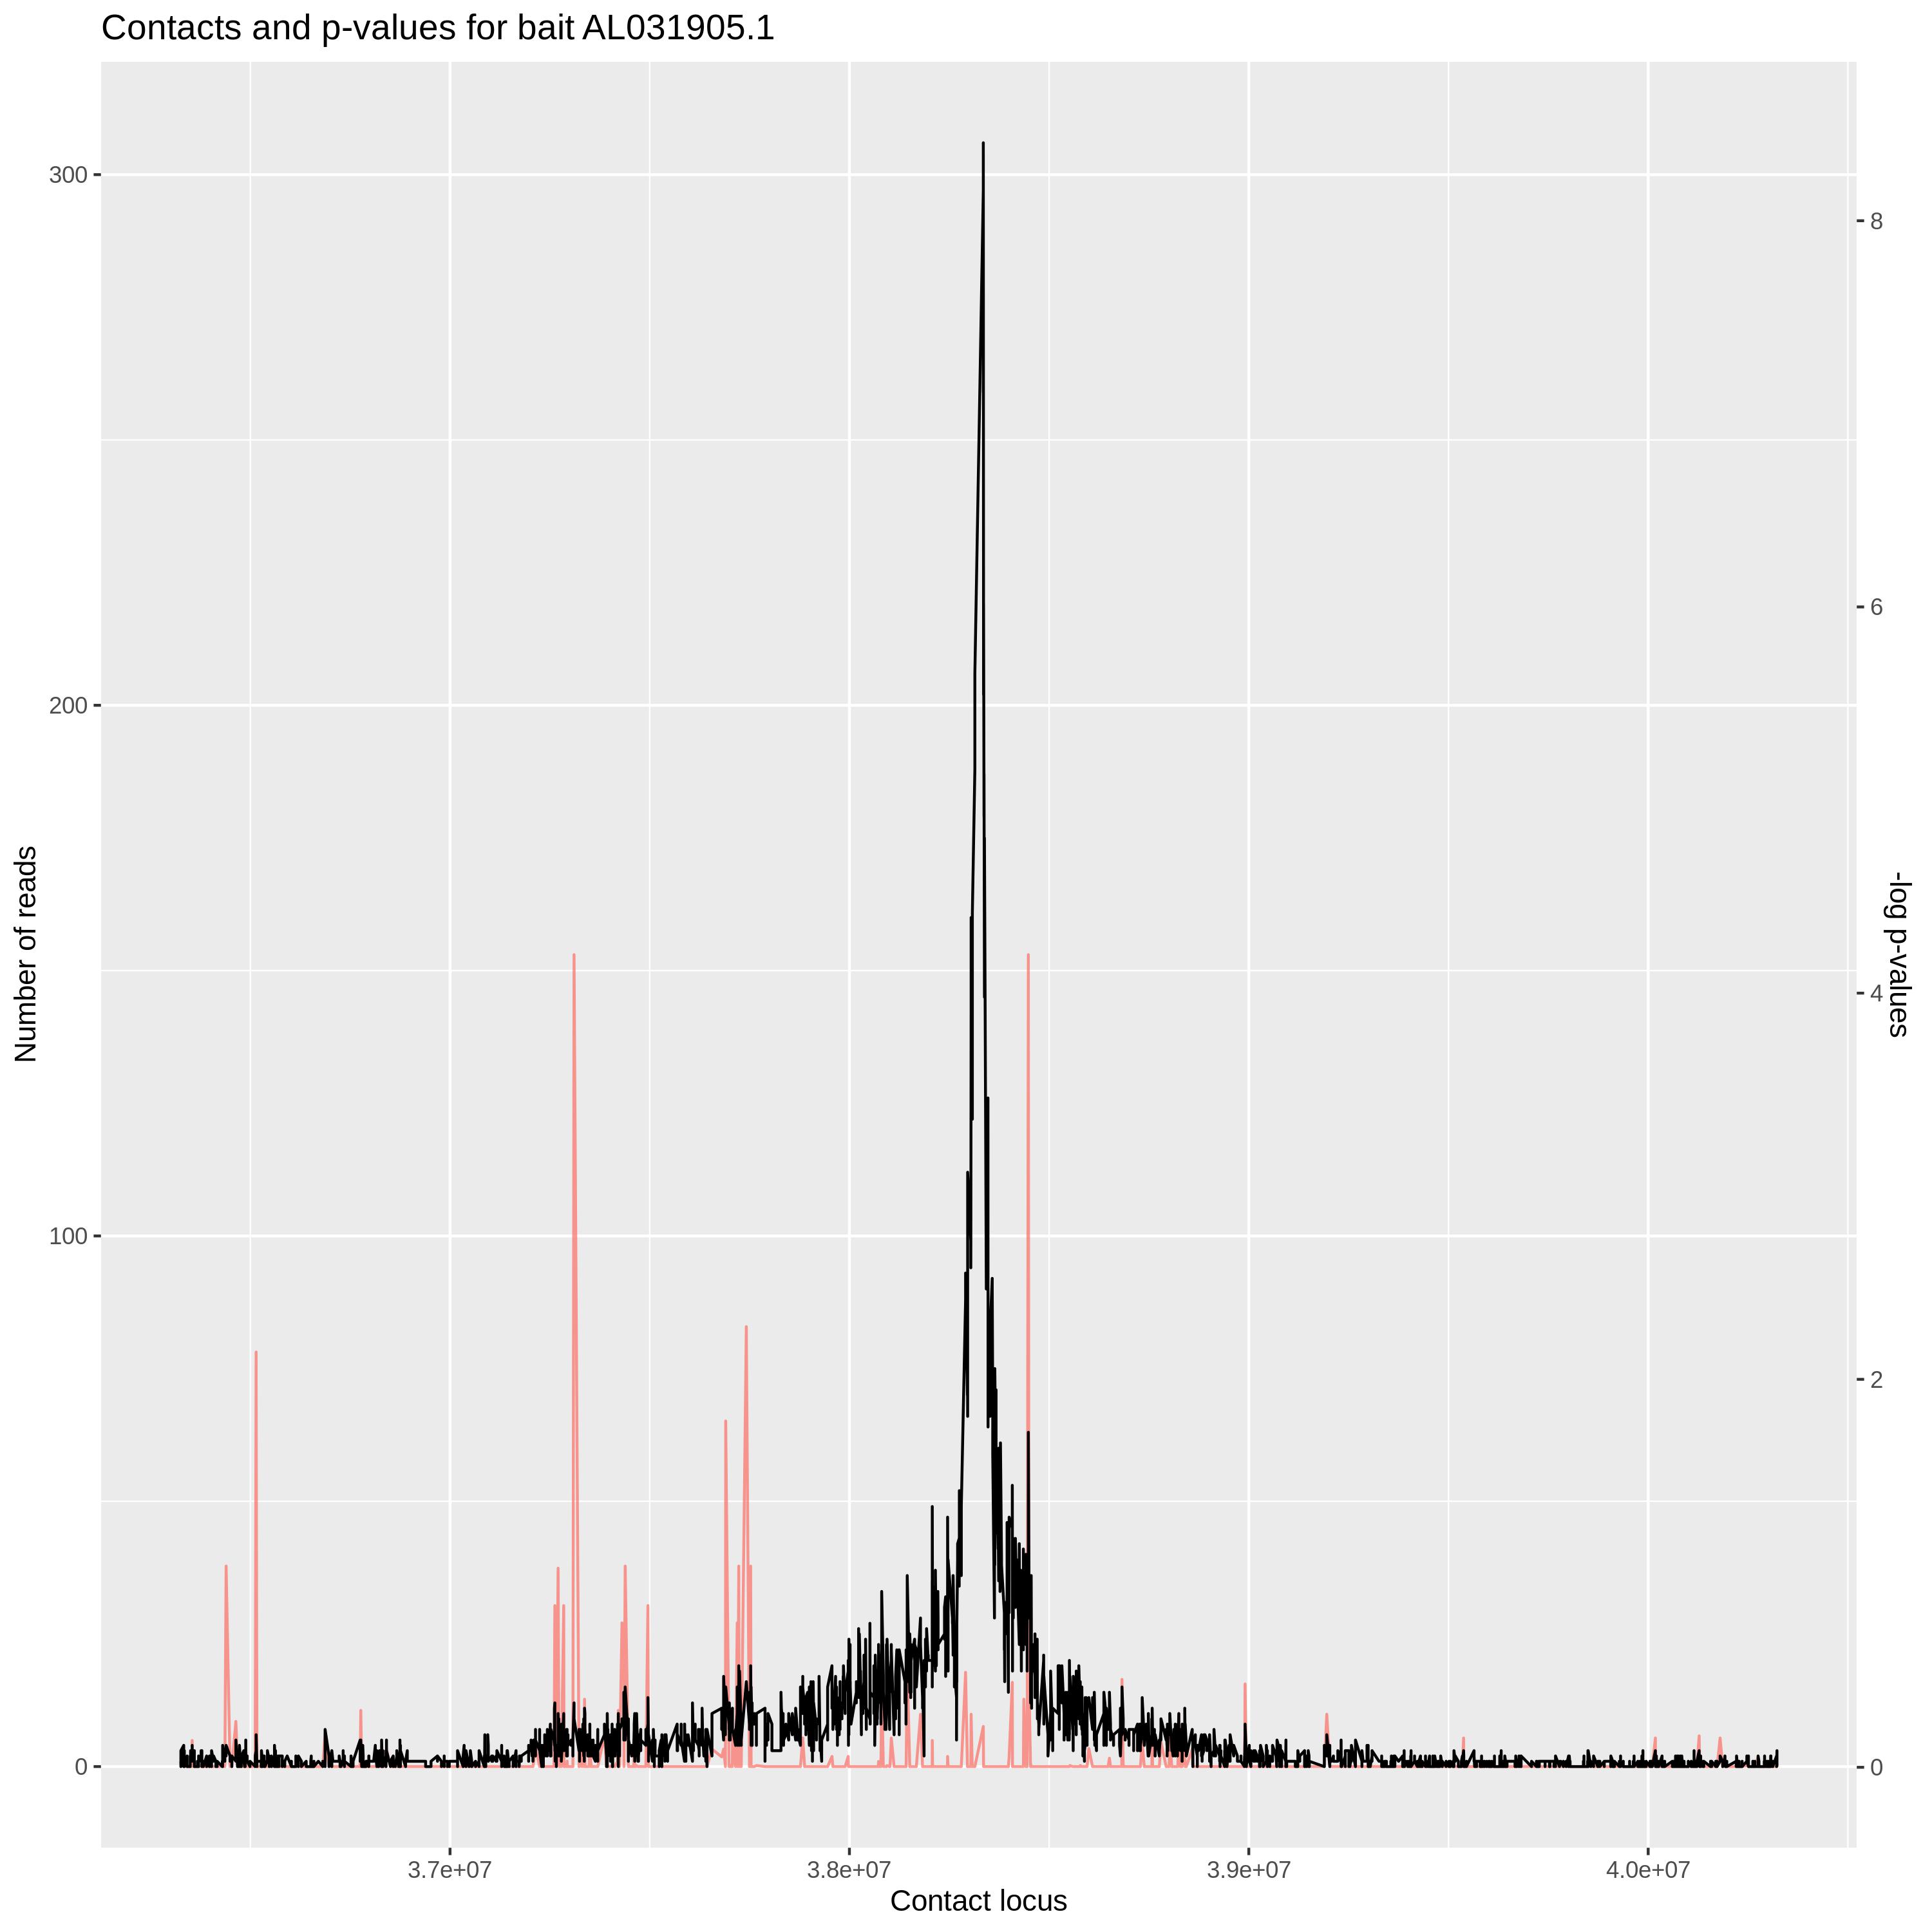 Contacts and p-values for bait AL031905.1
300
200
100
0
8
6
4
2
0
Number of reads
-log p-values
3.7e+07
3.8e+07
3.9e+07
4.0e+07
Contact locus